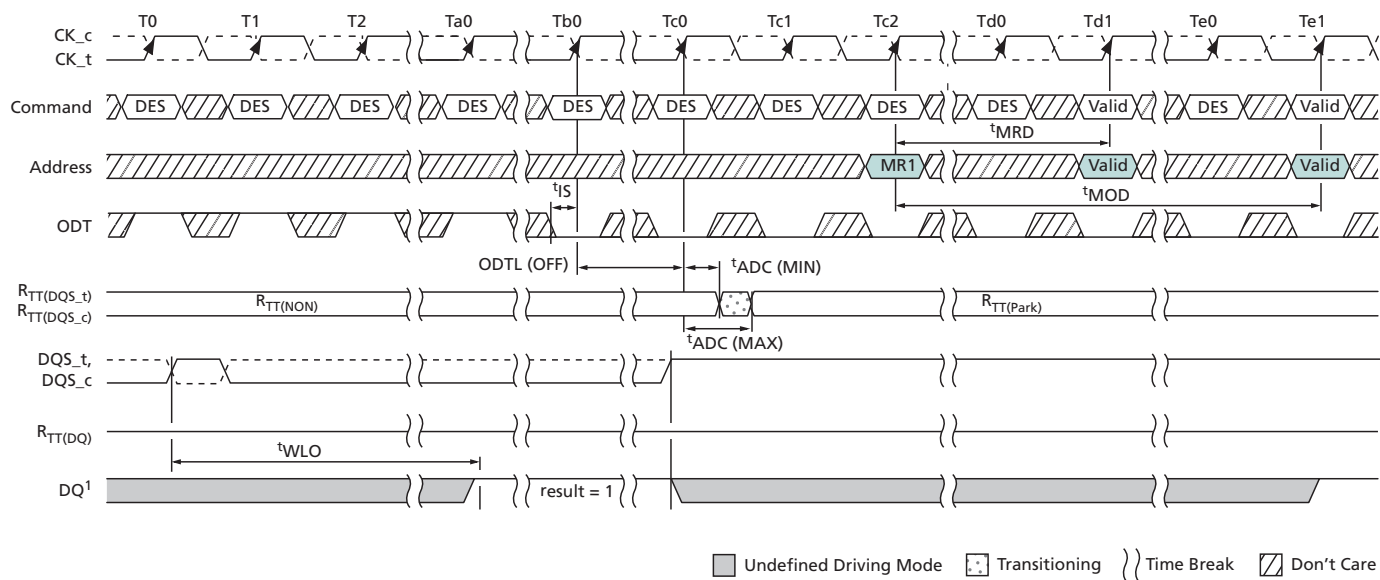 T0 T1 T2 Ta0 Tb0 Tc0 Tc1 Tc2 Td0 Td1 Te0 Te1
CK_c
CK_t
Command DES DES DES DES DES DES DES DES DES Valid DES Valid
tMRD
Address MR1 Valid Valid
tIS
tMOD
ODT
ODTL (OFF) tADC (MIN)
RTT(DQS_t)
RTT(NON) RTT(Park)
RTT(DQS_c)
tADC (MAX)
DQS_t,
DQS_c
RTT(DQ)
tWLO
DQ1 result = 1
Undefined Driving Mode Transitioning Time Break Don't Care